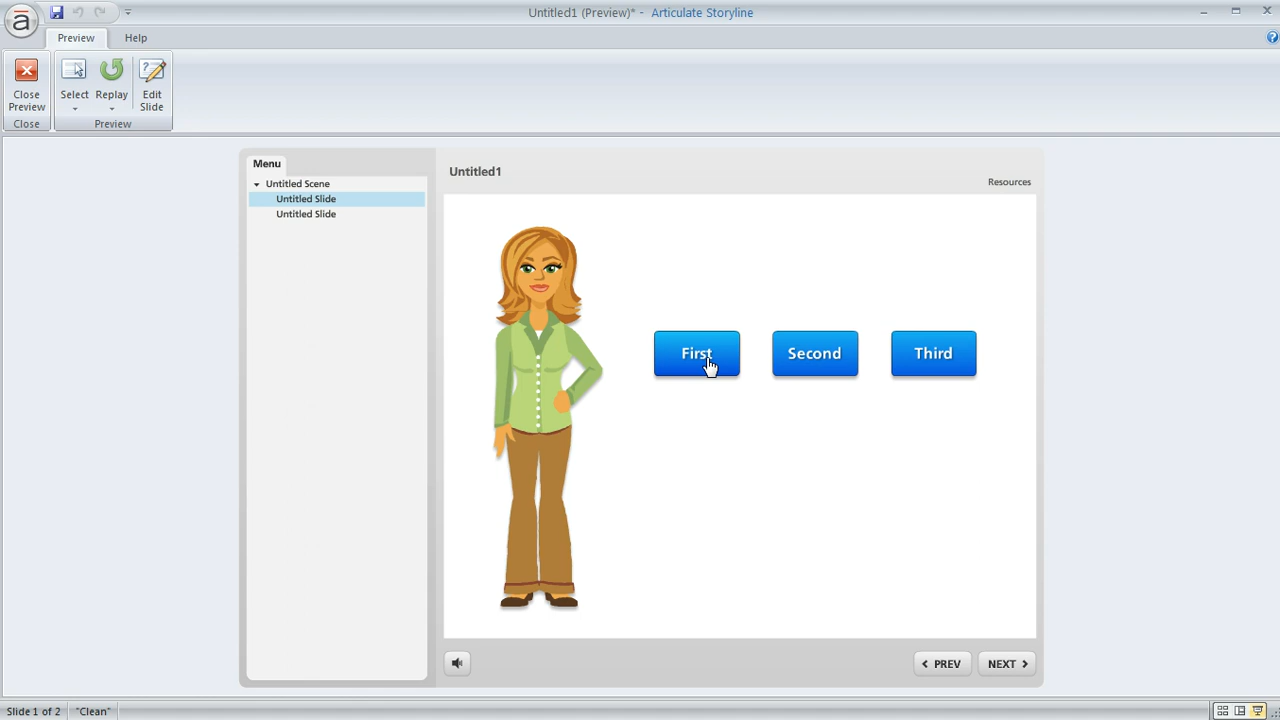 Untitled1 (Preview)* - Articulate Storyline
Preview
Help
Close Preview
Select
Replay
Edit Slide
Close
Preview
Menu
Untitled Scene
Untitled Slide
Untitled Slide
Untitled1
Resources
First
Second
Third
PREV
NEXT
Slide 1 of 2
"Clean"